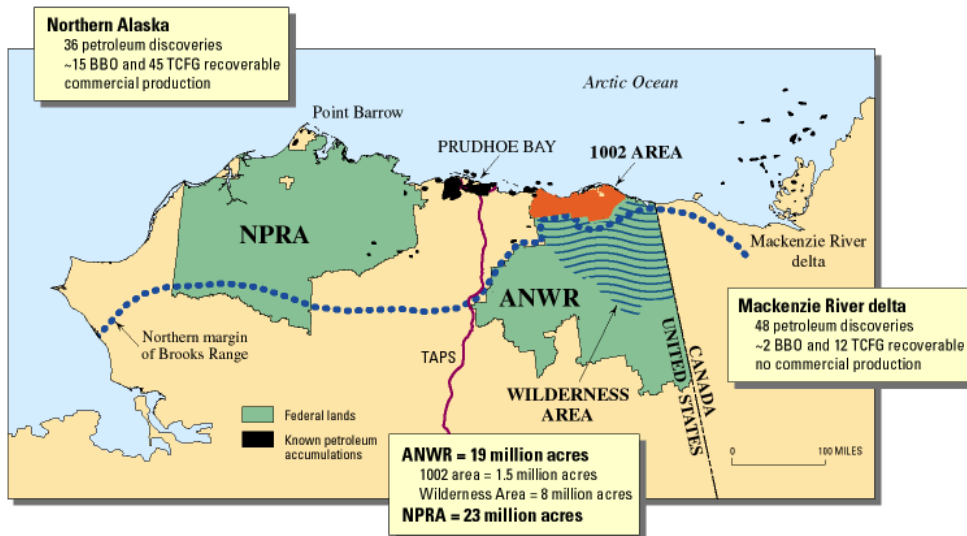 Northern Alaska
36 petroleum discoveries
~15 BBO and 45 TCFG recoverable
commercial production
Arctic Ocean
Point Barrow
PRUDHOE BAY
1002 AREA
NPRA
Mackenzie River
delta
ANWR
Mackenzie River delta
48 petroleum discoveries
~2 BBO and 12 TCFG recoverable
no commercial production
Northern margin
of Brooks Range
TAPS
WILDERNESS
AREA
UNITED STATES
CANADA
Federal lands
Known petroleum
accumulations
0
100 MILES
ANWR = 19 million acres
1002 area = 1.5 million acres
Wilderness Area = 8 million acres
NPRA = 23 million acres